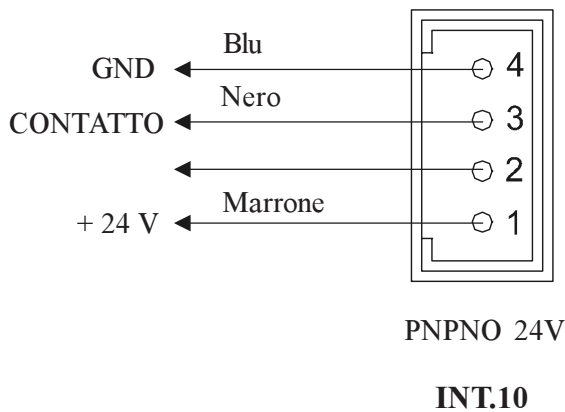 Blu
GND 4
Nero
CONTATTO 3
2
Marrone
+ 24 V 1
PNPNO 24V
INT.10